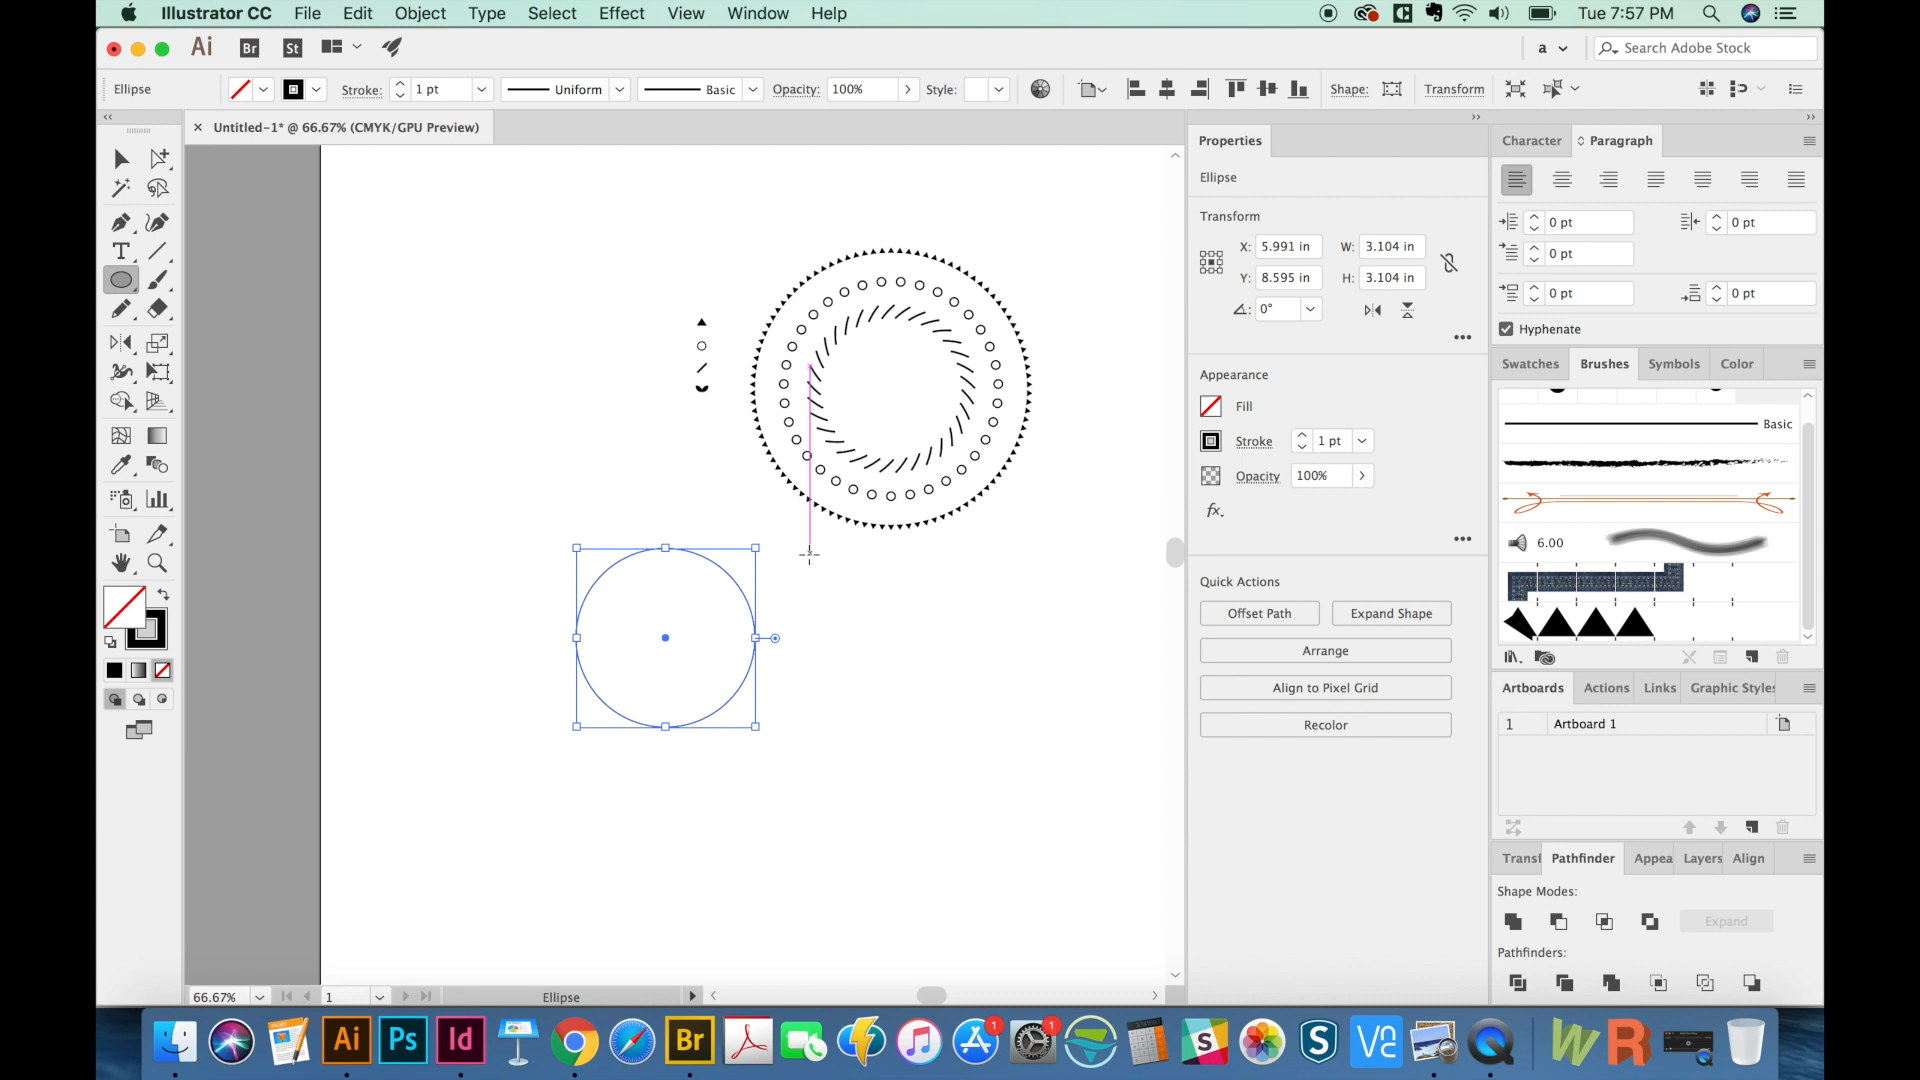 Illustrator CC File Edit Object Type Select Effect View Window Help Tue 7:57 PM
Ai Br St a Search Adobe Stock
Ellipse Stroke: 1 pt Uniform Basic Opacity: 100% Style: Shape: Transform
× Untitled-1* @ 66.67% (CMYK/GPU Preview)
Properties
Character Paragraph
Ellipse
Transform
X: 5.991 in W: 3.104 in
Y: 8.595 in H: 3.104 in
0°
0 pt 0 pt
0 pt
0 pt 0 pt
Hyphenate
Swatches Brushes Symbols Color
Appearance
Fill
Stroke 1 pt
Opacity 100%
fx.
Basic
6.00
Quick Actions
Offset Path Expand Shape
Arrange
Align to Pixel Grid
Recolor
Artboards Actions Links Graphic Styles
1 Artboard 1
Transf Pathfinder Appea Layers Align
Shape Modes:
Expand
Pathfinders:
66.67% 1 Ellipse
PAGES Ai Ps Id Br 1 1 S W R